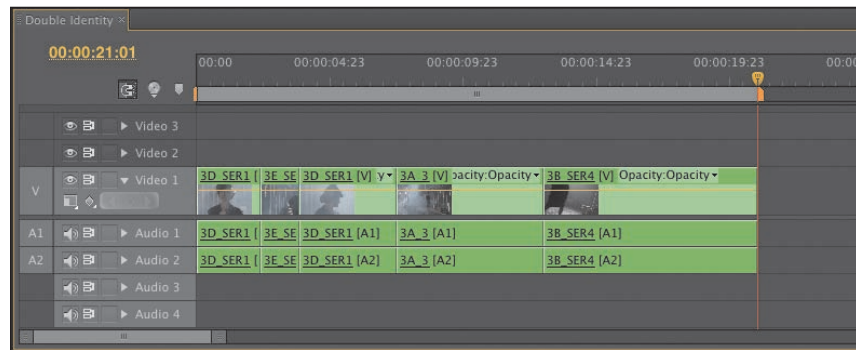 Double Identity ×
00:00:21:01
00:00 00:00:04:23 00:00:09:23 00:00:14:23 00:00:19:23 00:00
Video 3
Video 2
V Video 1 3D_SER1 [ 3E_SE 3D_SER1 [V] y 3A_3 [V] pacity:Opacity 3B_SER4 [V] Opacity:Opacity
A1 Audio 1 3D_SER1 [ 3E_SE 3D_SER1 [A1] 3A_3 [A1] 3B_SER4 [A1]
A2 Audio 2 3D_SER1 [ 3E_SE 3D_SER1 [A2] 3A_3 [A2] 3B_SER4 [A2]
Audio 3
Audio 4